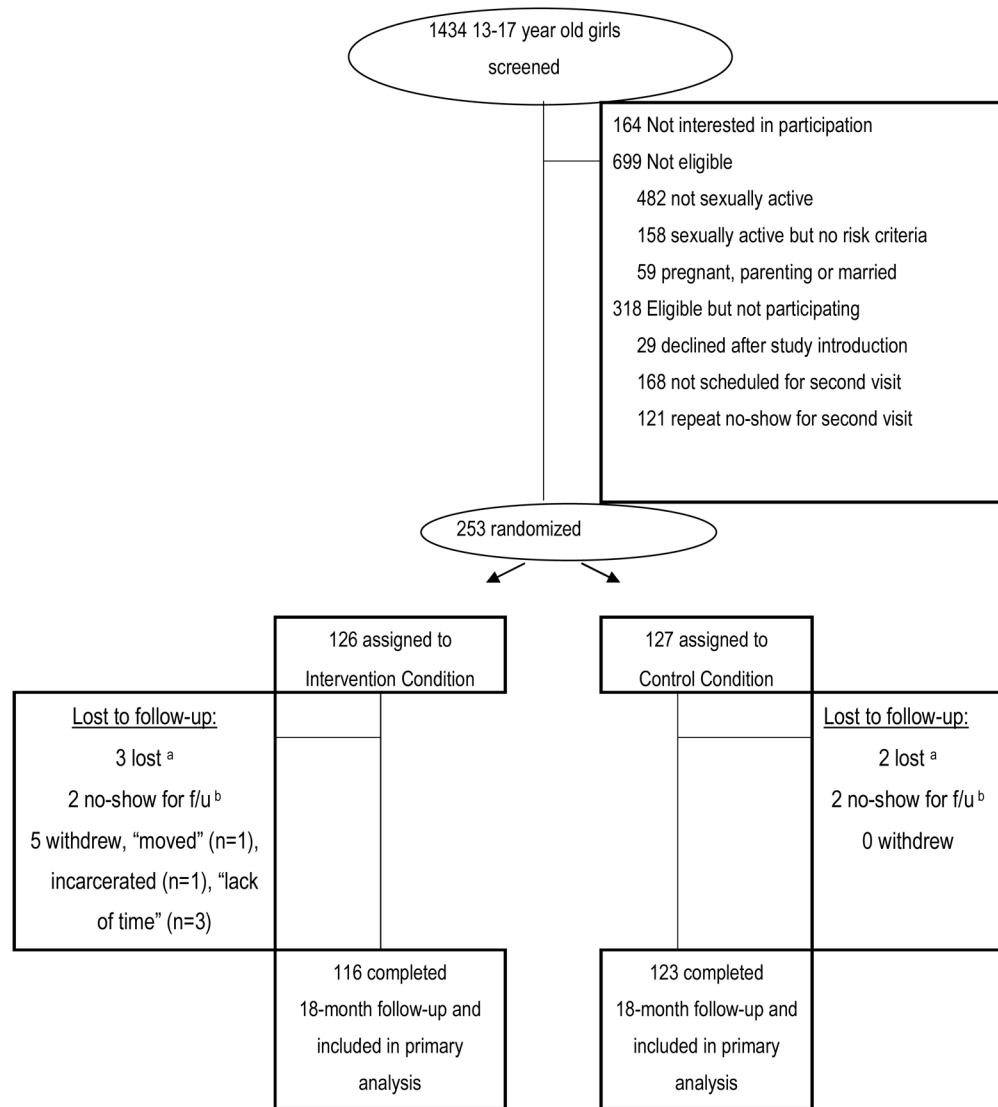 1434 13-17 year old girls
screened
164 Not interested in participation
699 Not eligible
482 not sexually active
158 sexually active but no risk criteria
59 pregnant, parenting or married
318 Eligible but not participating
29 declined after study introduction
168 not scheduled for second visit
121 repeat no-show for second visit
253 randomized
126 assigned to
Intervention Condition
127 assigned to
Control Condition
Lost to follow-up:
3 lost a
2 no-show for f/u b
5 withdrew, “moved” (n=1),
incarcerated (n=1), “lack
of time” (n=3)
Lost to follow-up:
2 lost a
2 no-show for f/u b
0 withdrew
116 completed
18-month follow-up and
included in primary
analysis
123 completed
18-month follow-up and
included in primary
analysis